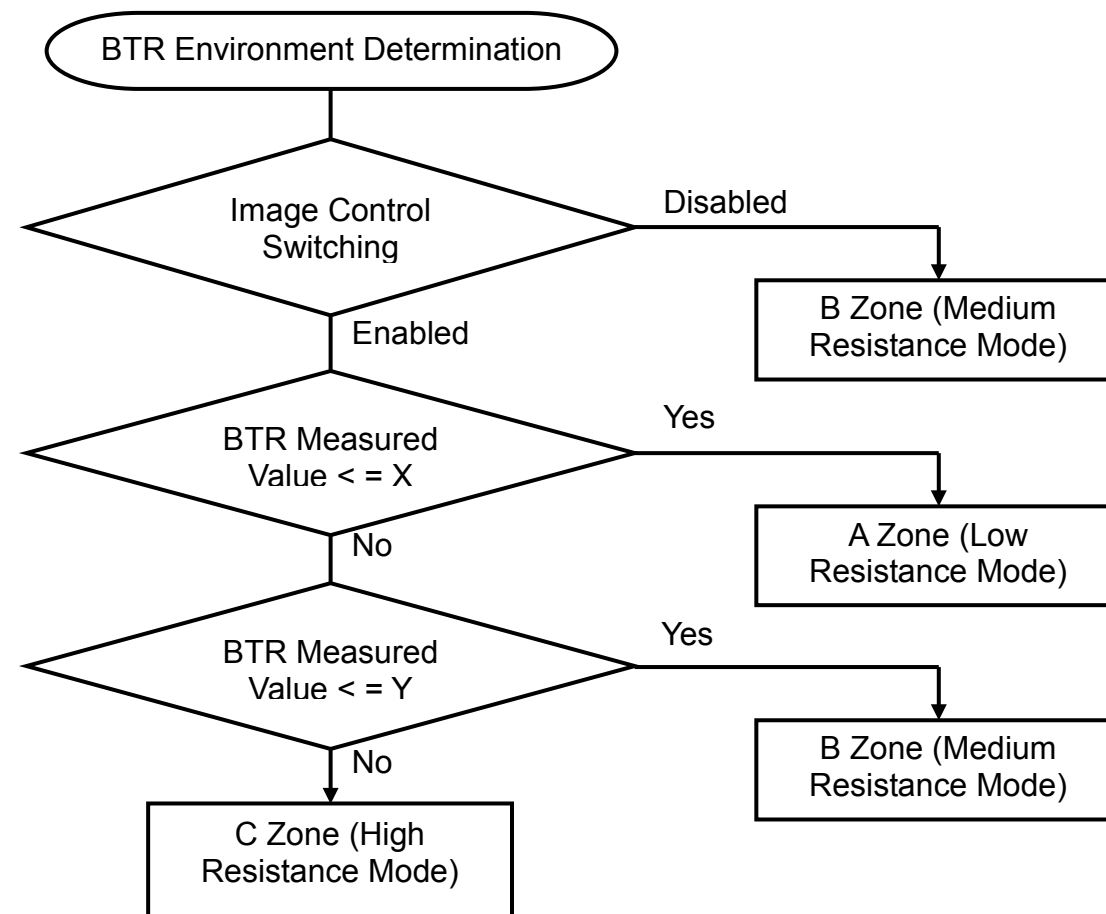 BTR Environment Determination
Image Control
Switching
Disabled
B Zone (Medium
Resistance Mode)
Enabled
BTR Measured
Value < = X
Yes
A Zone (Low
Resistance Mode)
No
BTR Measured
Value < = Y
Yes
B Zone (Medium
Resistance Mode)
No
C Zone (High
Resistance Mode)